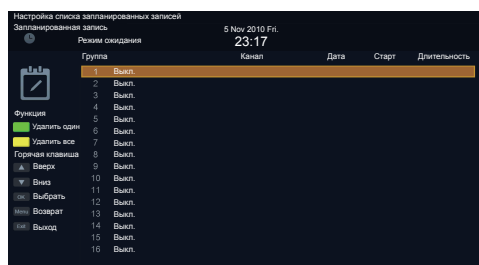 Настройка списка запланированных записей
Запланированная запись
5 Nov 2010 Fri.
Режим ожидания
23:17
Группа Канал Дата Старт Длительность
1 Выкл.
2 Выкл.
3 Выкл.
4 Выкл.
Функция
5 Выкл.
Удалить один
6 Выкл.
Удалить все
7 Выкл.
Горячая клавиша
8 Выкл.
Вверх
9 Выкл.
Вниз
10 Выкл.
11 Выкл.
OK Выбрать
12 Выкл.
Menu Возврат
13 Выкл.
Exit Выход
14 Выкл.
15 Выкл.
16 Выкл.